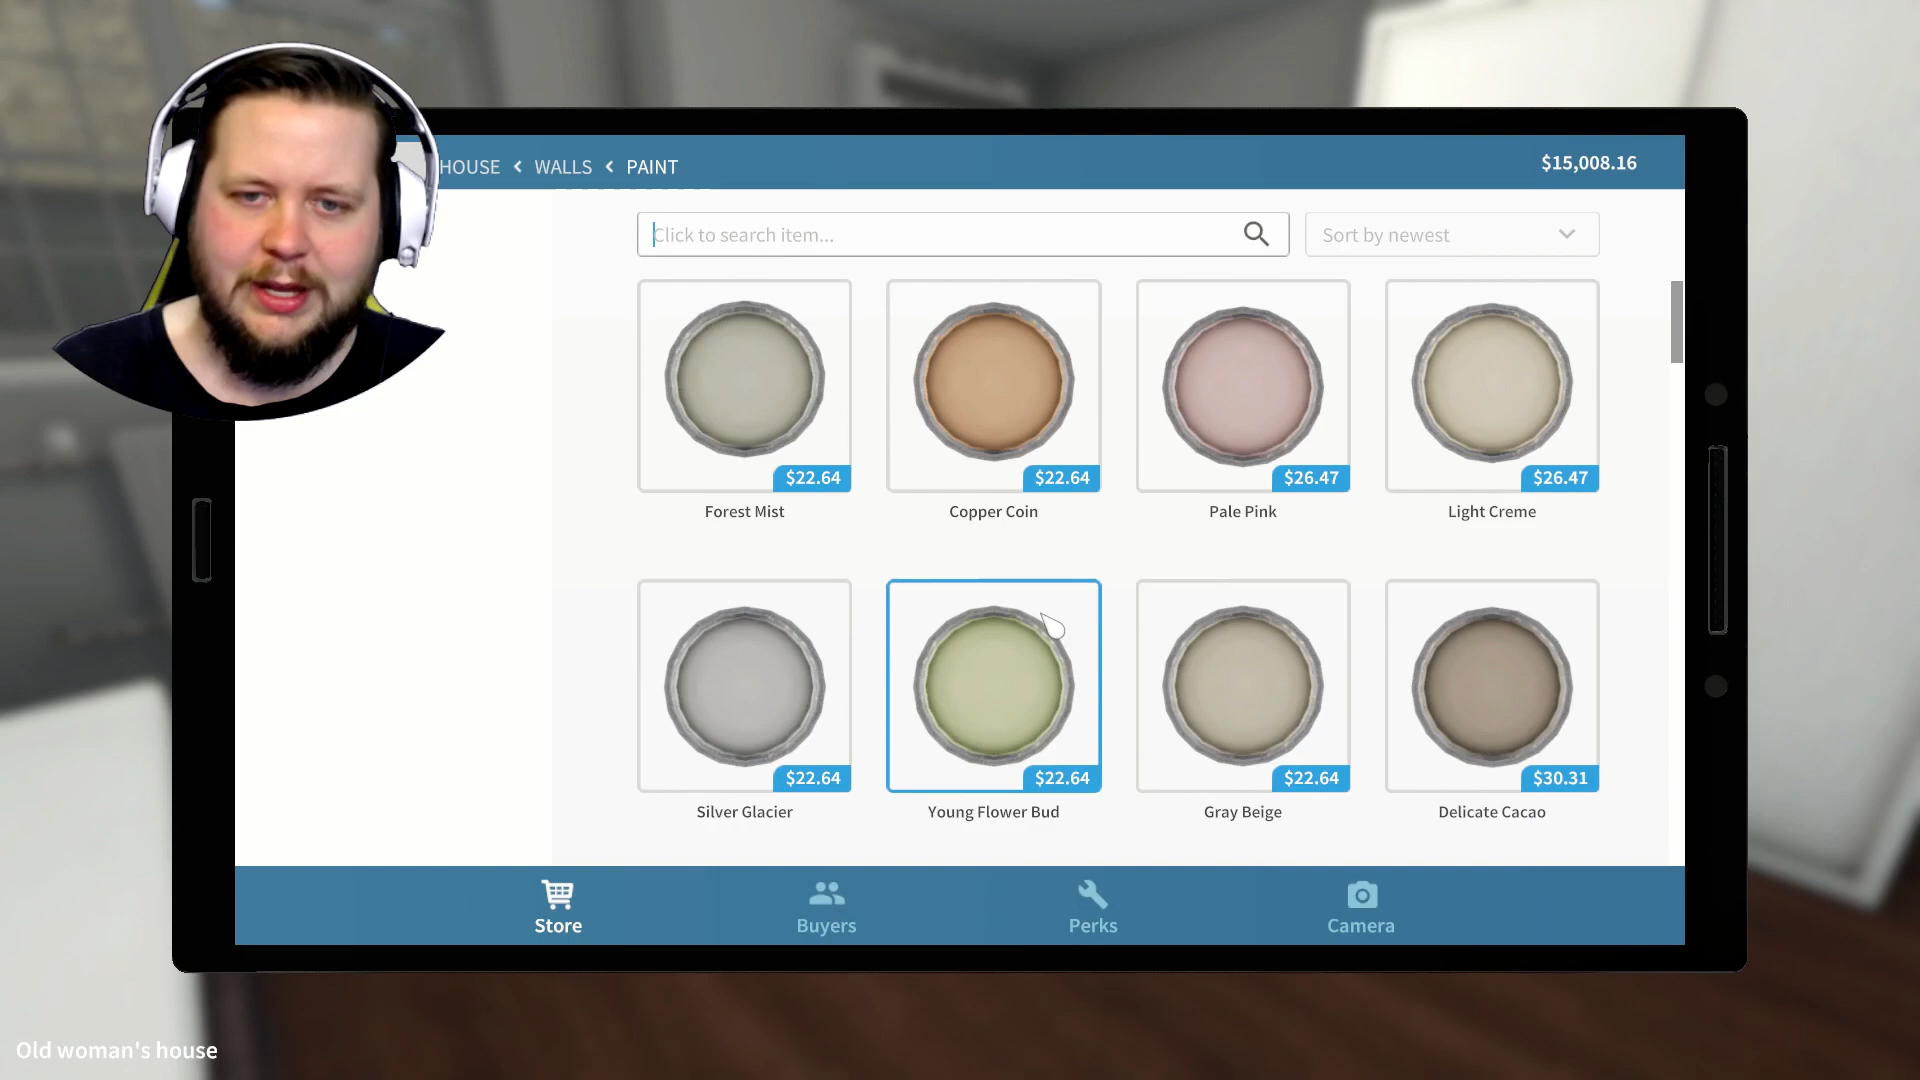 HOUSE < WALLS < PAINT
$15,008.16
Click to search item...
Sort by newest
$22.64
$22.64
$26.47
$26.47
Forest Mist
Copper Coin
Pale Pink
Light Creme
$22.64
$22.64
$22.64
$30.31
Silver Glacier
Young Flower Bud
Gray Beige
Delicate Cacao
Store
Buyers
Perks
Camera
Old woman's house